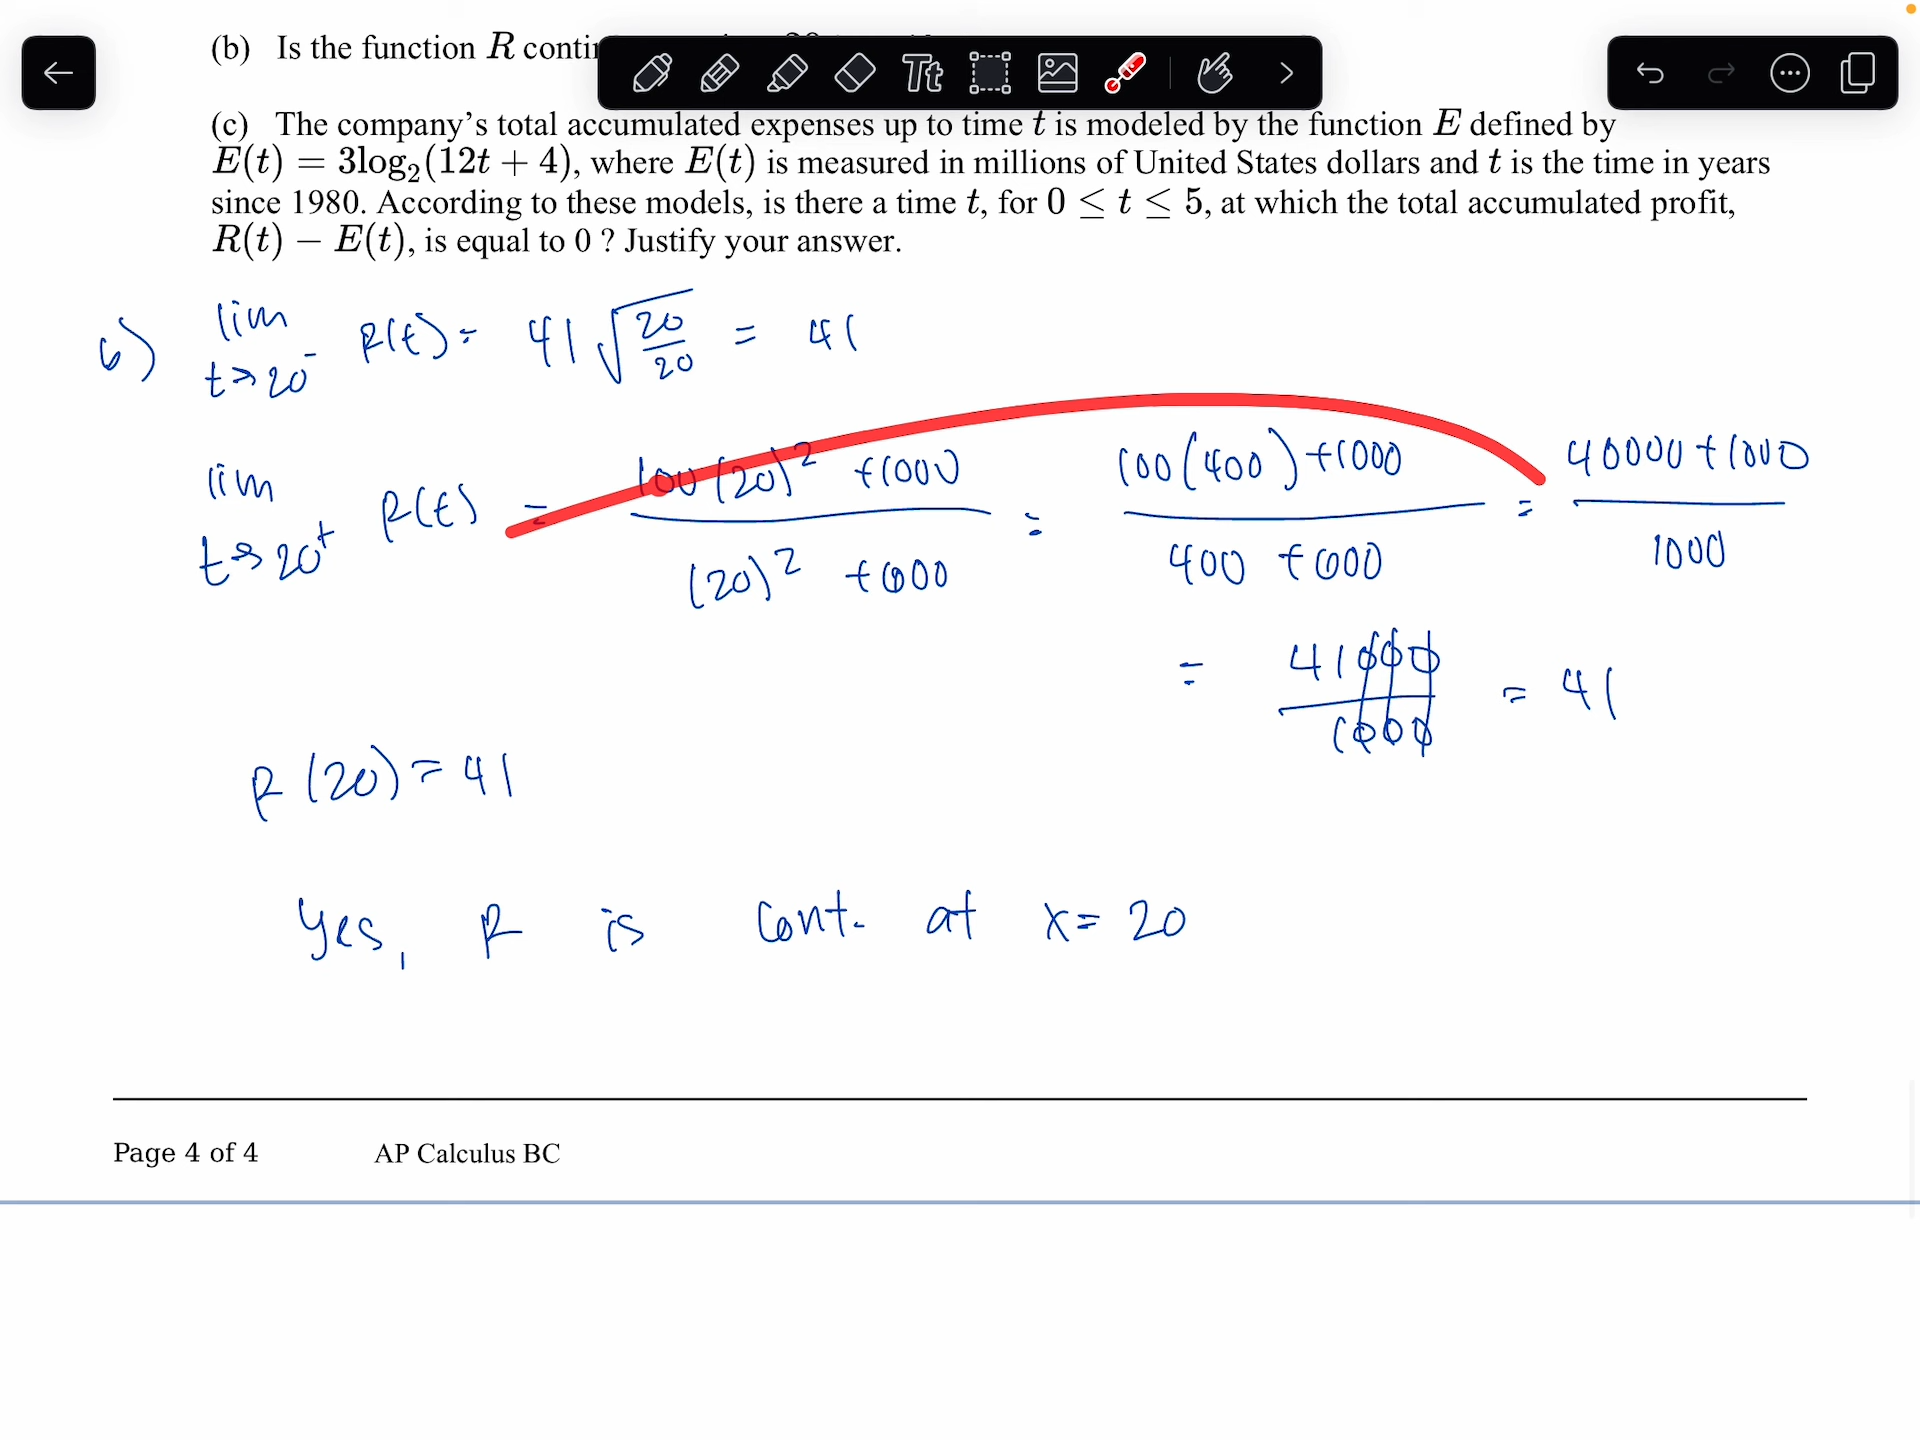 (b) Is the function R conti
Tt
(c) The company's total accumulated expenses up to time t is modeled by the function E defined by
E(t) = 3log₂(12t + 4), where E(t) is measured in millions of United States dollars and t is the time in years
since 1980. According to these models, is there a time t, for 0 ≤ t ≤ 5, at which the total accumulated profit,
R(t) − E(t), is equal to 0 ? Justify your answer.
b) lim t→20⁻ R(t) = 41 √(20/20) = 41
lim t→20⁺ R(t) = (100(20)² + 1000)/((20)² + 600) = (100(400) + 1000)/(400 + 600) = (40000 + 1000)/1000
= 41000/1000 = 41
R(20) = 41
Yes, R is cont. at x = 20
Page 4 of 4 AP Calculus BC